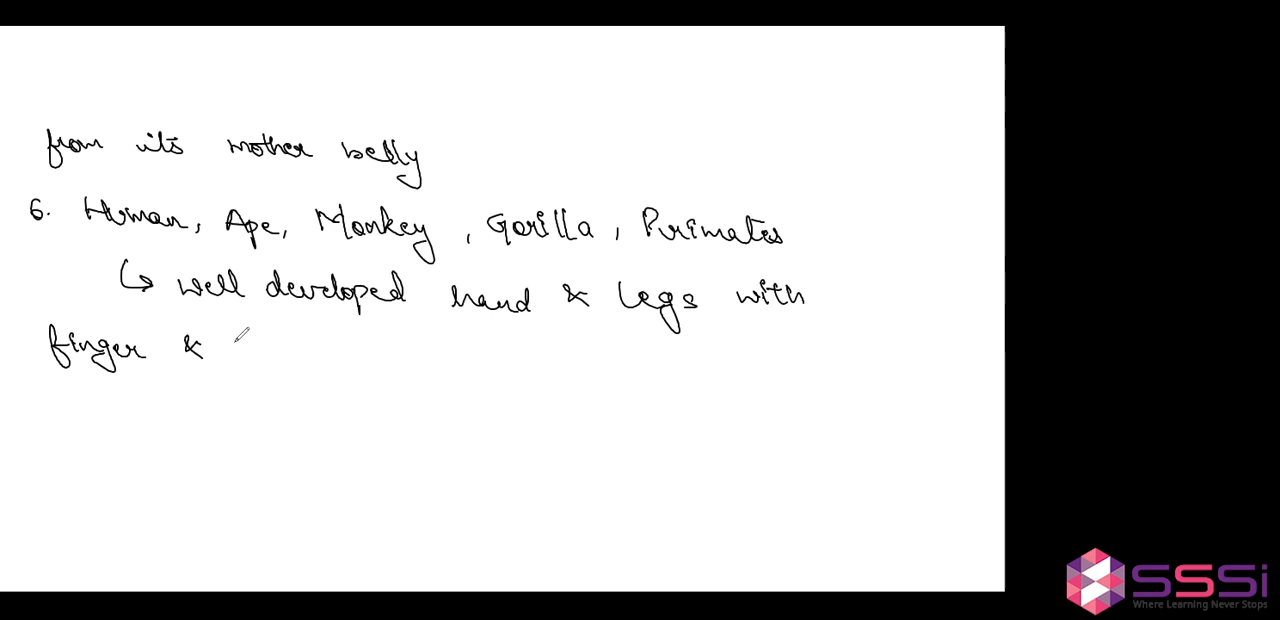 from its mother belly
6. Human, Ape, Monkey, Gorilla, Primates
↳ well developed hand & legs with
finger &
SSSi
Where Learning Never Stops